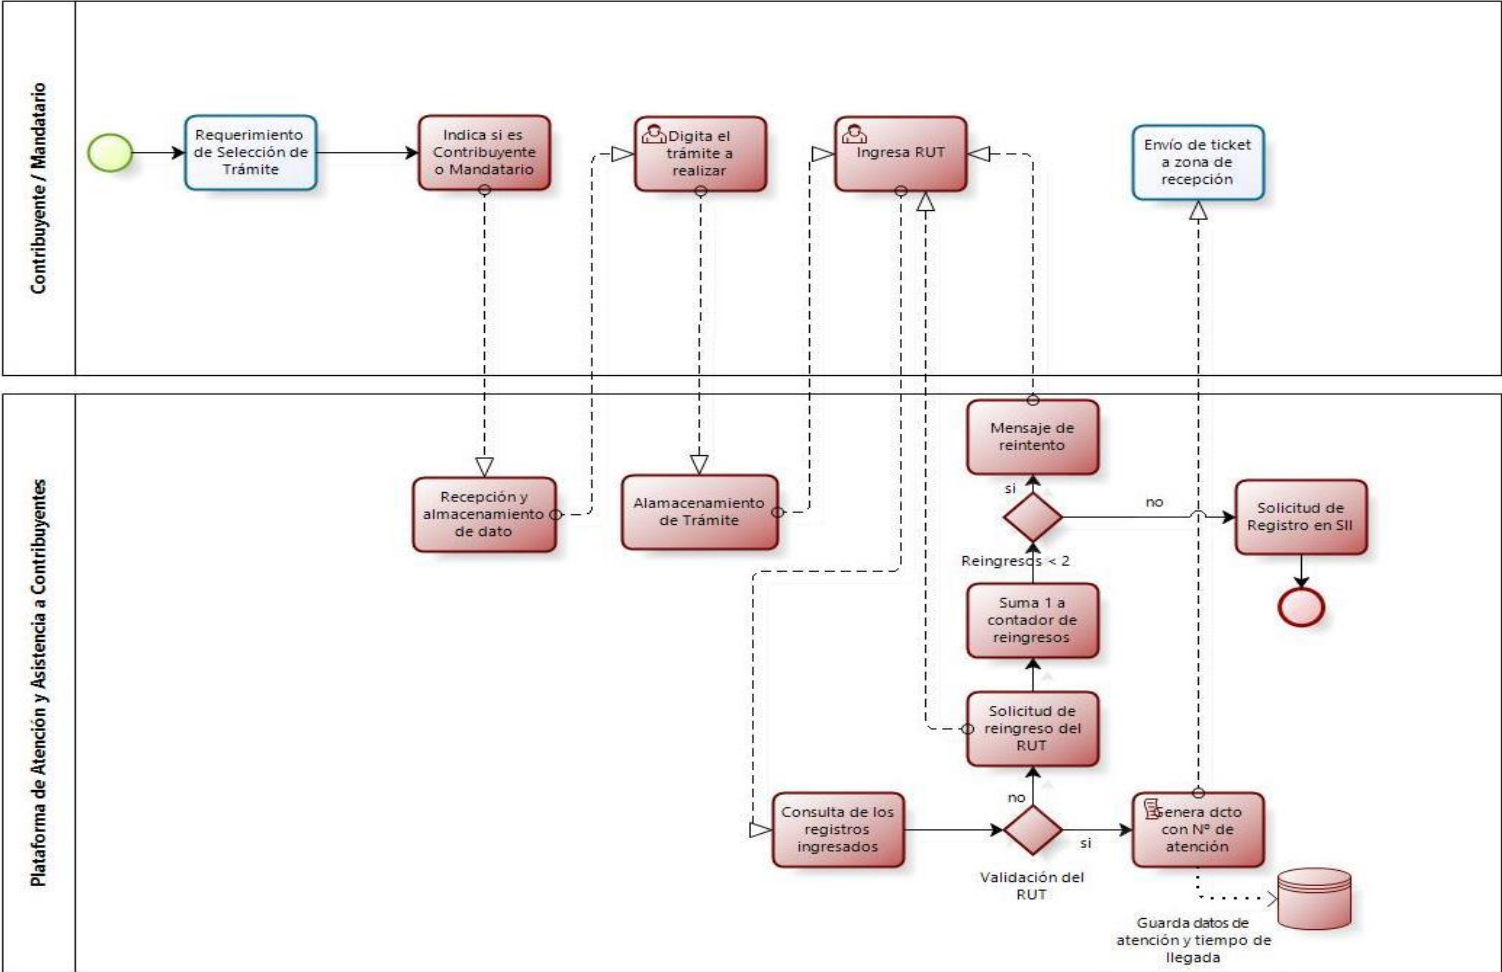 Contribuyente / Mandatario
Requerimiento
de Selección de
Trámite
Indica si es
Contribuyente
o Mandatario
Digita el
trámite a
realizar
Ingresa RUT
Envío de ticket
a zona de
recepción
Plataforma de Atención y Asistencia a Contribuyentes
Recepción y
almacenamiento
de dato
Alamacenamiento
de Trámite
Mensaje de
reintento
si
no
Solicitud de
Registro en SII
Reingresos < 2
Suma 1 a
contador de
reingresos
Solicitud de
reingreso del
RUT
no
Consulta de los
registros
ingresados
si
Validación del
RUT
Genera dcto
con Nº de
atención
Guarda datos de
atención y tiempo de
llegada